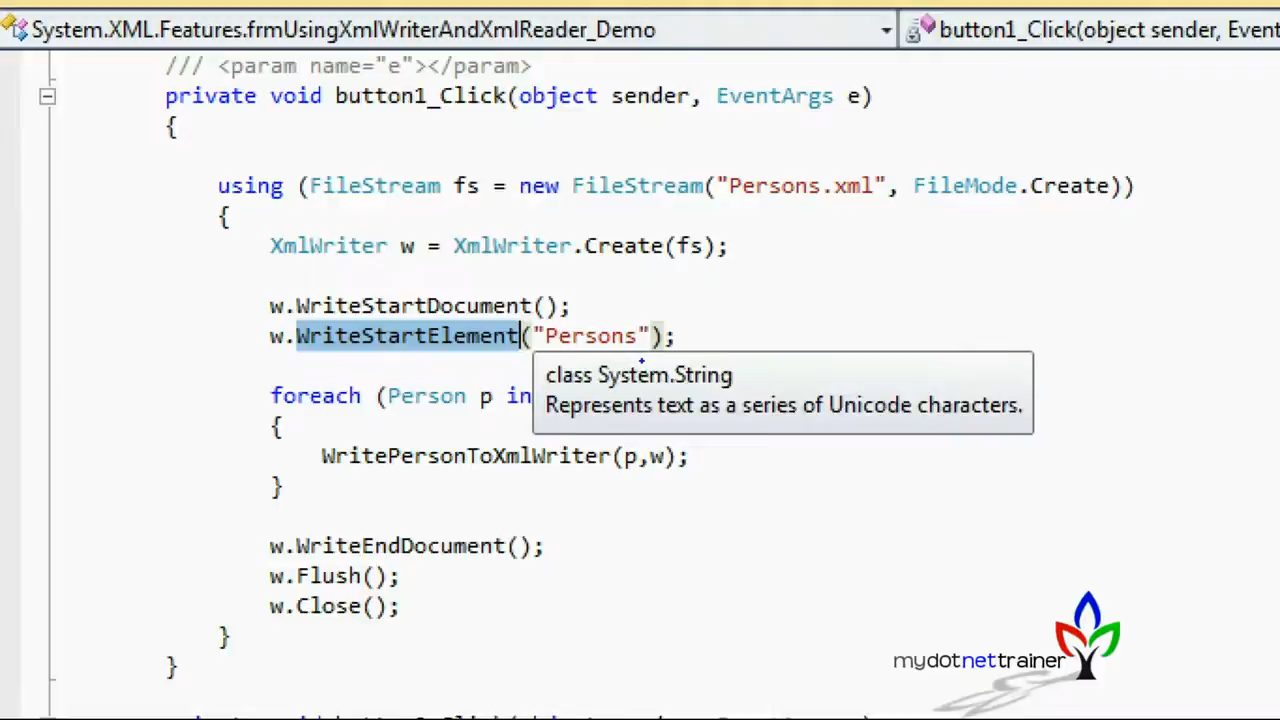 System.XML.Features.frmUsingXmlWriterAndXmlReader_Demo
button1_Click(object sender, Event
/// <param name="e"></param>
private void button1_Click(object sender, EventArgs e)
{
using (FileStream fs = new FileStream("Persons.xml", FileMode.Create))
{
XmlWriter w = XmlWriter.Create(fs);
w.WriteStartDocument();
w.WriteStartElement("Persons");
class System.String
Represents text as a series of Unicode characters.
foreach (Person p in
{
WritePersonToXmlWriter(p,w);
}
w.WriteEndDocument();
w.Flush();
w.Close();
}
}
mydotnettrainer